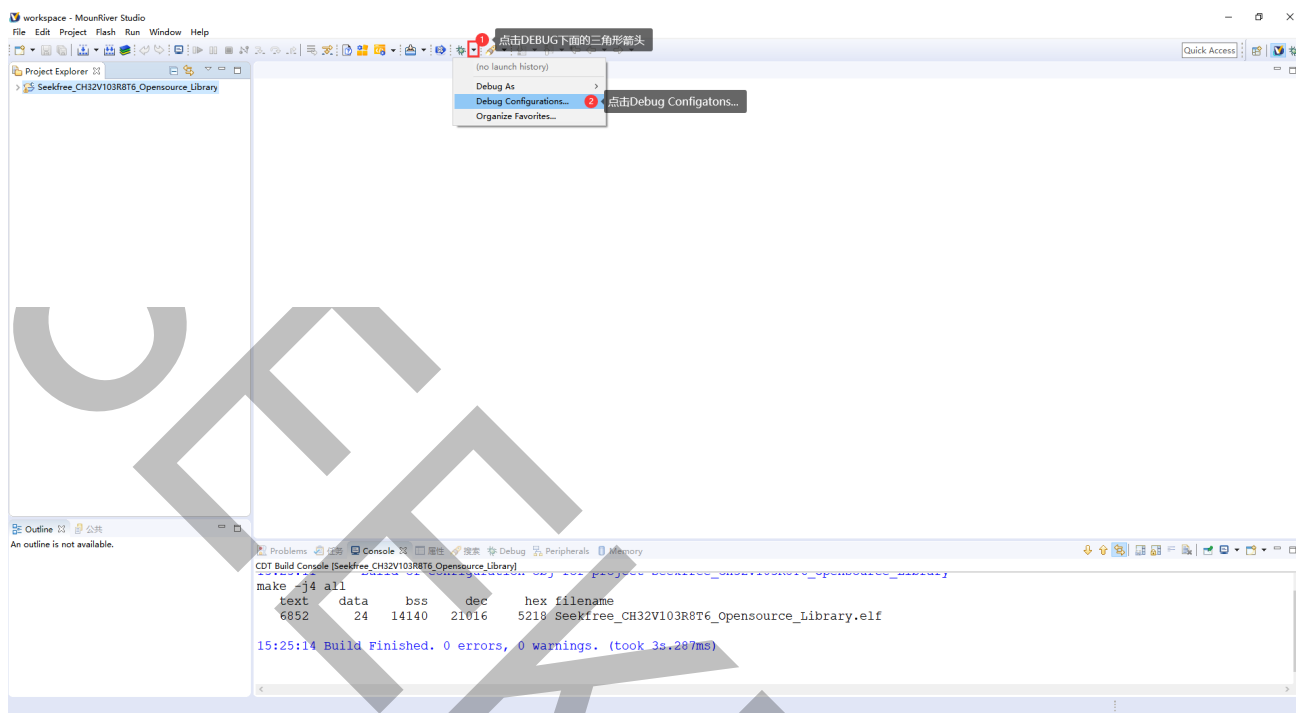 workspace - MounRiver Studio
File Edit Project Flash Run Window Help
1 点击DEBUG下面的三角形箭头
Quick Access
Project Explorer
(no launch history)
Seekfree_CH32V103R8T6_Opensource_Library
Debug As
Debug Configurations... 2 点击Debug Configatons...
Organize Favorites...
SEEK
Outline 公共
An outline is not available.
Problems 任务 Console 属性 搜索 Debug Peripherals Memory
CDT Build Console [Seekfree_CH32V103R8T6_Opensource_Library]
make -j4 all
text data bss dec hex filename
6852 24 14140 21016 5218 Seekfree_CH32V103R8T6_Opensource_Library.elf
15:25:14 Build Finished. 0 errors, 0 warnings. (took 3s.287ms)